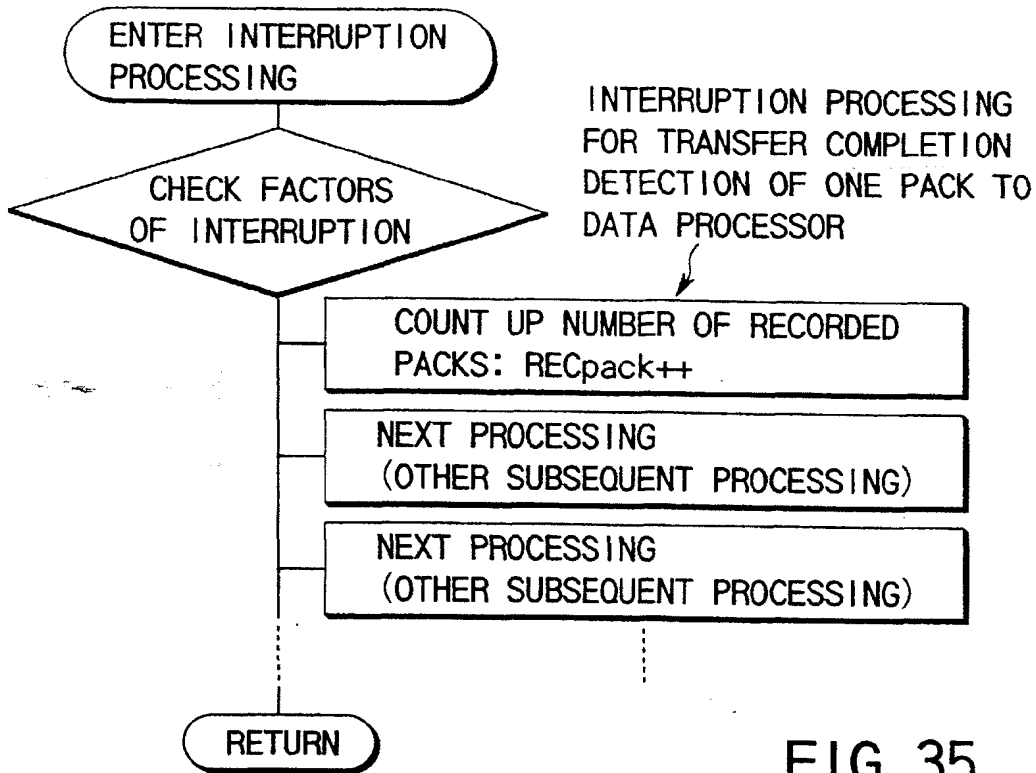 ENTER INTERRUPTION
PROCESSING
CHECK FACTORS
OF INTERRUPTION
INTERRUPTION PROCESSING
FOR TRANSFER COMPLETION
DETECTION OF ONE PACK TO
DATA PROCESSOR
COUNT UP NUMBER OF RECORDED
PACKS: RECpack++
NEXT PROCESSING
(OTHER SUBSEQUENT PROCESSING)
NEXT PROCESSING
(OTHER SUBSEQUENT PROCESSING)
RETURN
FIG. 35